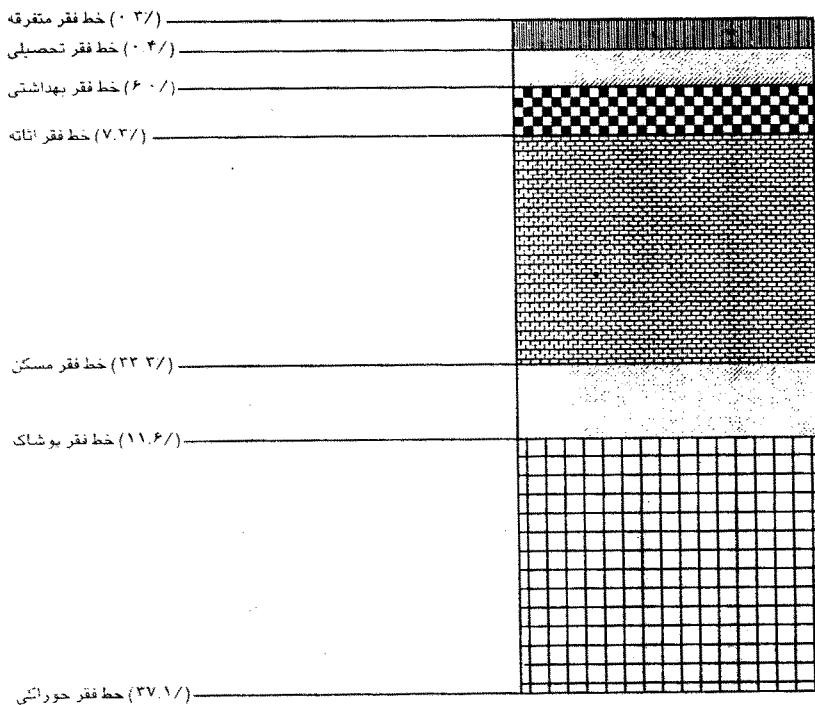 (٪۰.۳) خط فقر متفرقه
(٪۰.۴) خط فقر تحصیلی
(٪۶.۰) خط فقر بهداشتی
(٪۷.۳) خط فقر اثاثه
(٪۳۳.۳) خط فقر مسکن
(٪۱۱.۶) خط فقر پوشاک
(٪۳۷.۱) خط فقر خوراکی